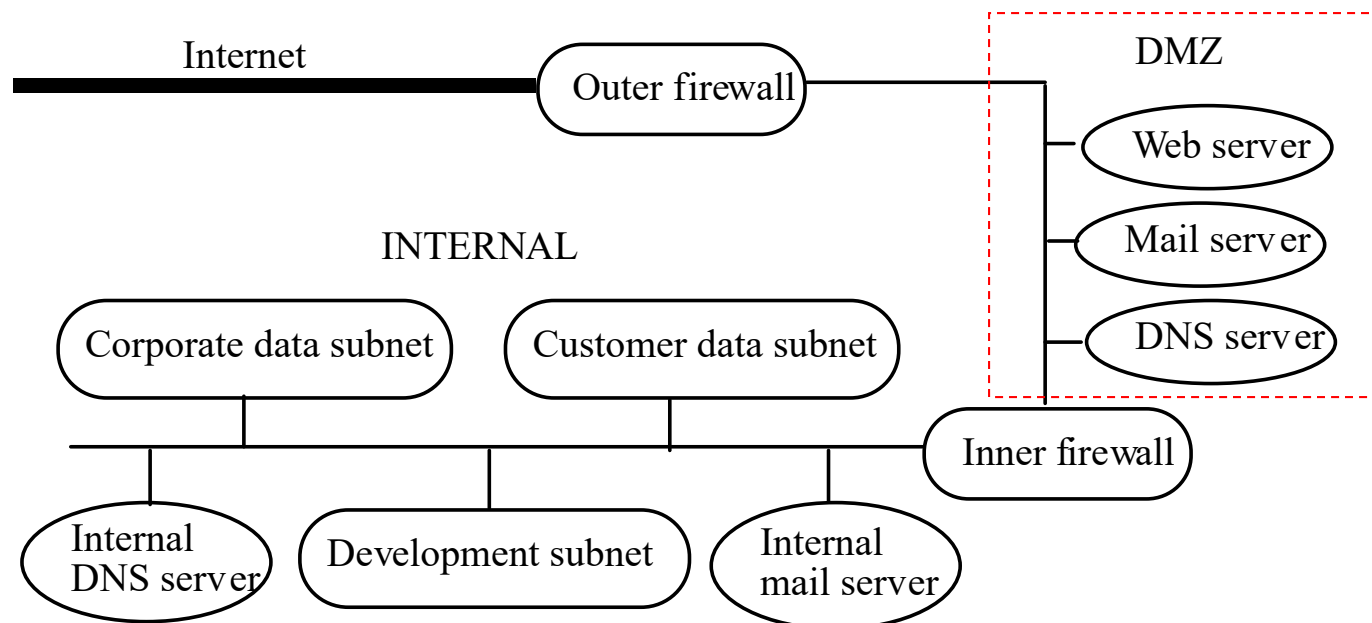 Internet
Outer firewall
DMZ
Web server
Mail server
DNS server
INTERNAL
Corporate data subnet
Customer data subnet
Inner firewall
Internal
DNS server
Development subnet
Internal
mail server